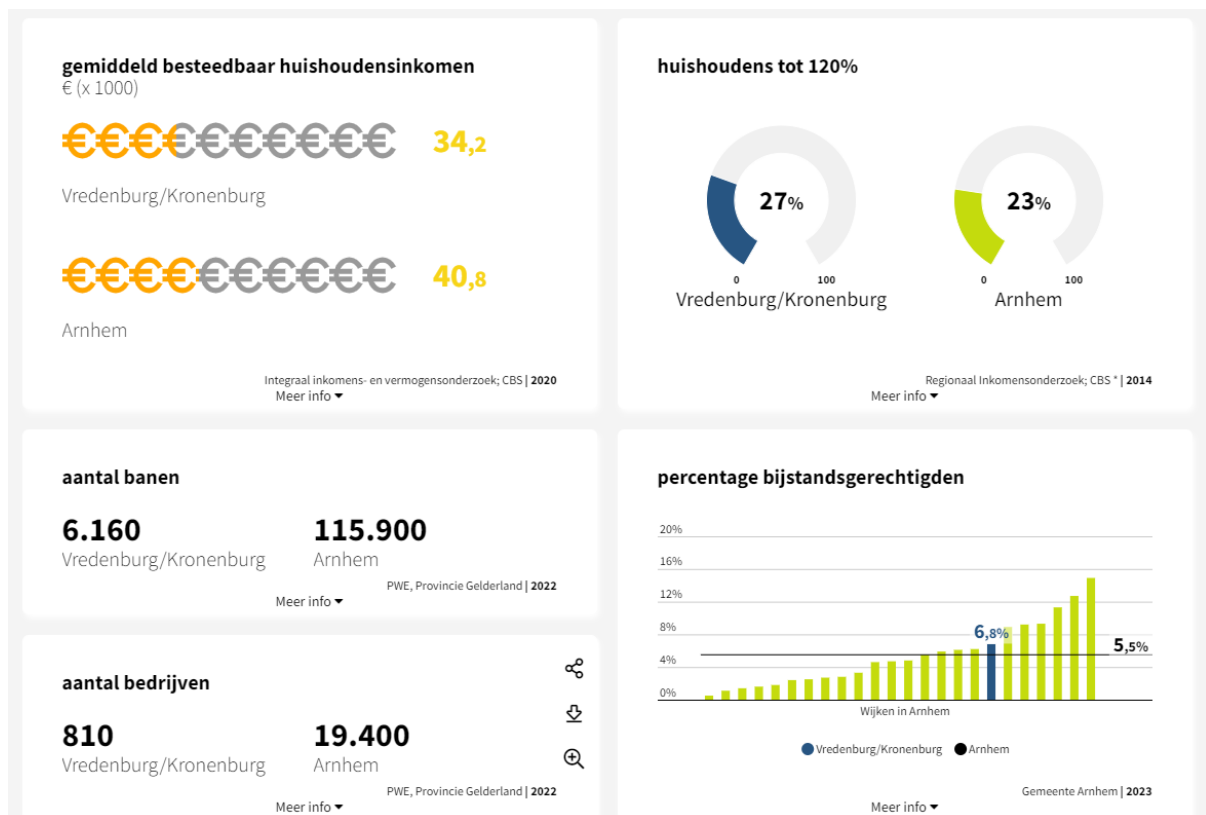 gemiddeld besteedbaar huishoudensinkomen
€ (x 1000)
€€€€€€€€€€ 34,2
Vredenburg/Kronenburg
€€€€€€€€€€ 40,8
Arnhem
Integraal inkomens- en vermogensonderzoek; CBS | 2020
Meer info
huishoudens tot 120%
27%
0 100
Vredenburg/Kronenburg
23%
0 100
Arnhem
Regionaal Inkomensonderzoek; CBS * | 2014
Meer info
aantal banen
6.160
Vredenburg/Kronenburg
115.900
Arnhem
PWE, Provincie Gelderland | 2022
Meer info
aantal bedrijven
810
Vredenburg/Kronenburg
19.400
Arnhem
PWE, Provincie Gelderland | 2022
Meer info
percentage bijstandsgerechtigden
20%
16%
12%
8%
4%
0%
6,8%
5,5%
Wijken in Arnhem
Vredenburg/Kronenburg Arnhem
Gemeente Arnhem | 2023
Meer info